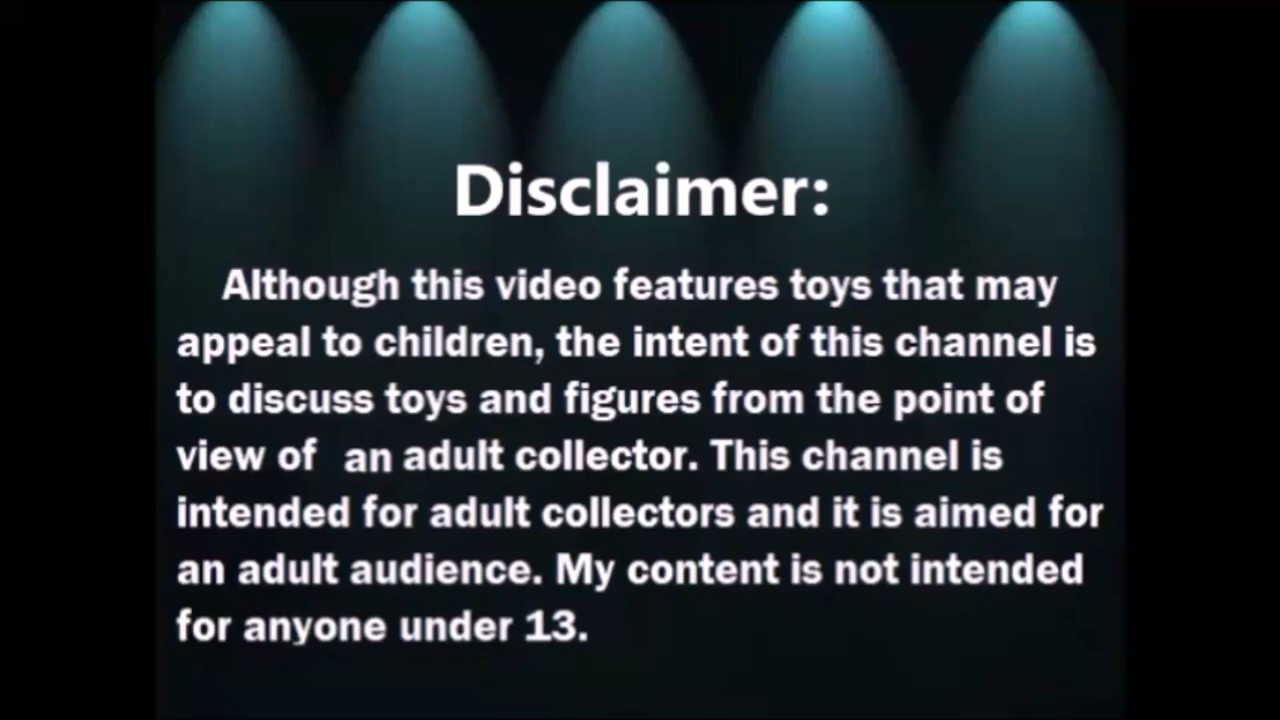 Disclaimer:
Although this video features toys that may
appeal to children, the intent of this channel is
to discuss toys and figures from the point of
view of an adult collector. This channel is
intended for adult collectors and it is aimed for
an adult audience. My content is not intended
for anyone under 13.